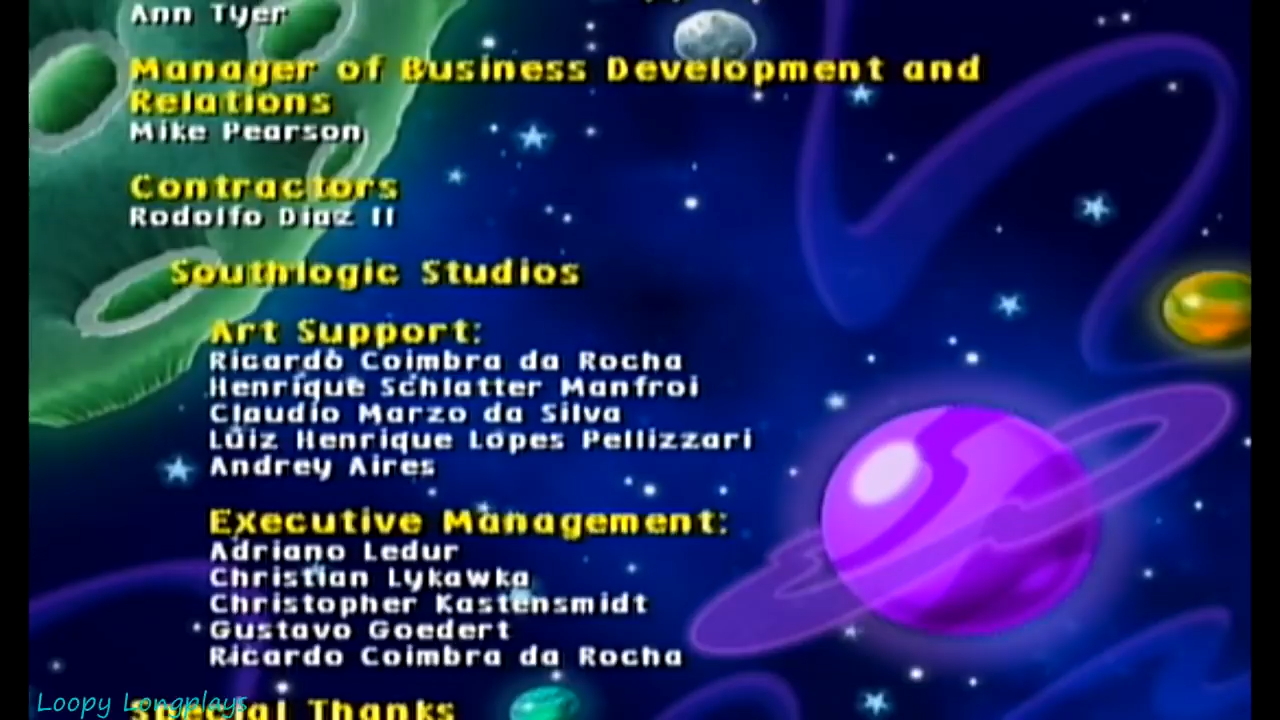 Ann Tyer
Manager of Business Development and
Relations
Mike Pearson
Contractors
Rodolfo Diaz II
Southlogic Studios
Art Support:
Ricardo Coimbra da Rocha
Henrique Schlatter Manfroi
Claudio Marzo da Silva
Luiz Henrique Lopes Pellizzari
Andrey Aires
Executive Management:
Adriano Ledur
Christian Lykawka
Christopher Kastensmidt
Gustavo Goedert
Ricardo Coimbra da Rocha
Special Thanks
Loopy Longplays